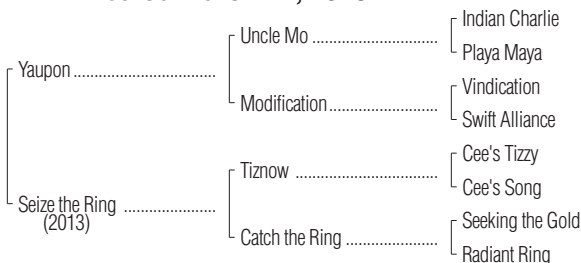 Indian Charlie
Uncle Mo ..............................
Playa Maya
Yaupon ..................................
Vindication
Modification..........................
Swift Alliance
Cee's Tizzy
Tiznow ..................................
Cee's Song
Seize the Ring ......................
(2013)
Seeking the Gold
Catch the Ring ......................
Radiant Ring